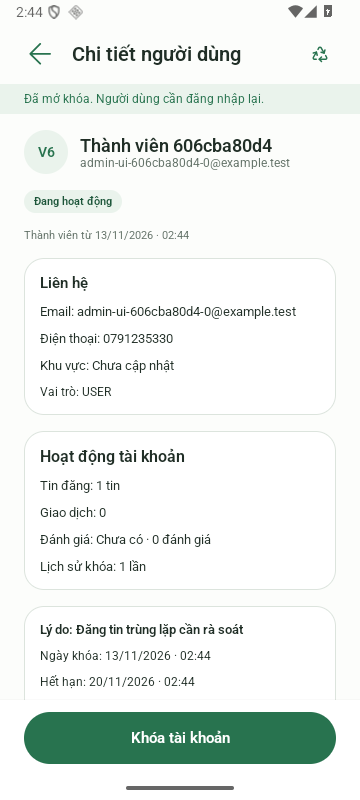 2:44
Chi tiết người dùng
Đã mở khóa. Người dùng cần đăng nhập lại.
V6
Thành viên 606cba80d4
admin-ui-606cba80d4-0@example.test
Đang hoạt động
Thành viên từ 13/11/2026 · 02:44
Liên hệ
Email: admin-ui-606cba80d4-0@example.test
Điện thoại: 0791235330
Khu vực: Chưa cập nhật
Vai trò: USER
Hoạt động tài khoản
Tin đăng: 1 tin
Giao dịch: 0
Đánh giá: Chưa có · 0 đánh giá
Lịch sử khóa: 1 lần
Lý do: Đăng tin trùng lặp cần rà soát
Ngày khóa: 13/11/2026 · 02:44
Hết hạn: 20/11/2026 · 02:44
Khóa tài khoản